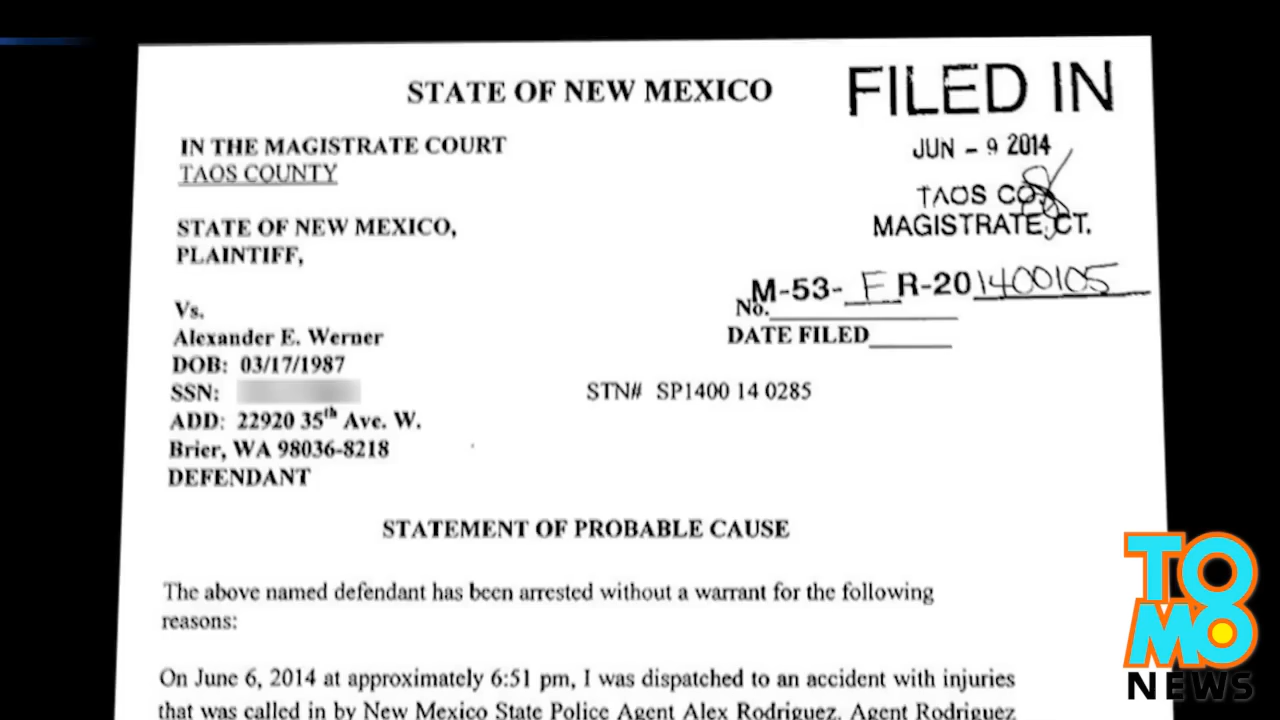 STATE OF NEW MEXICO
FILED IN
JUN - 9 2014
TAOS CO.
MAGISTRATE CT.
IN THE MAGISTRATE COURT
TAOS COUNTY
STATE OF NEW MEXICO,
PLAINTIFF,
M-53- F R-20 1400105
No.
DATE FILED
Vs.
Alexander E. Werner
DOB: 03/17/1987
SSN:
STN# SP1400 14 0285
ADD: 22920 35th Ave. W.
Brier, WA 98036-8218
DEFENDANT
STATEMENT OF PROBABLE CAUSE
The above named defendant has been arrested without a warrant for the following
reasons:
On June 6, 2014 at approximately 6:51 pm, I was dispatched to an accident with injuries
that was called in by New Mexico State Police Agent Alex Rodriguez. Agent Rodriguez
TOMO
NEWS